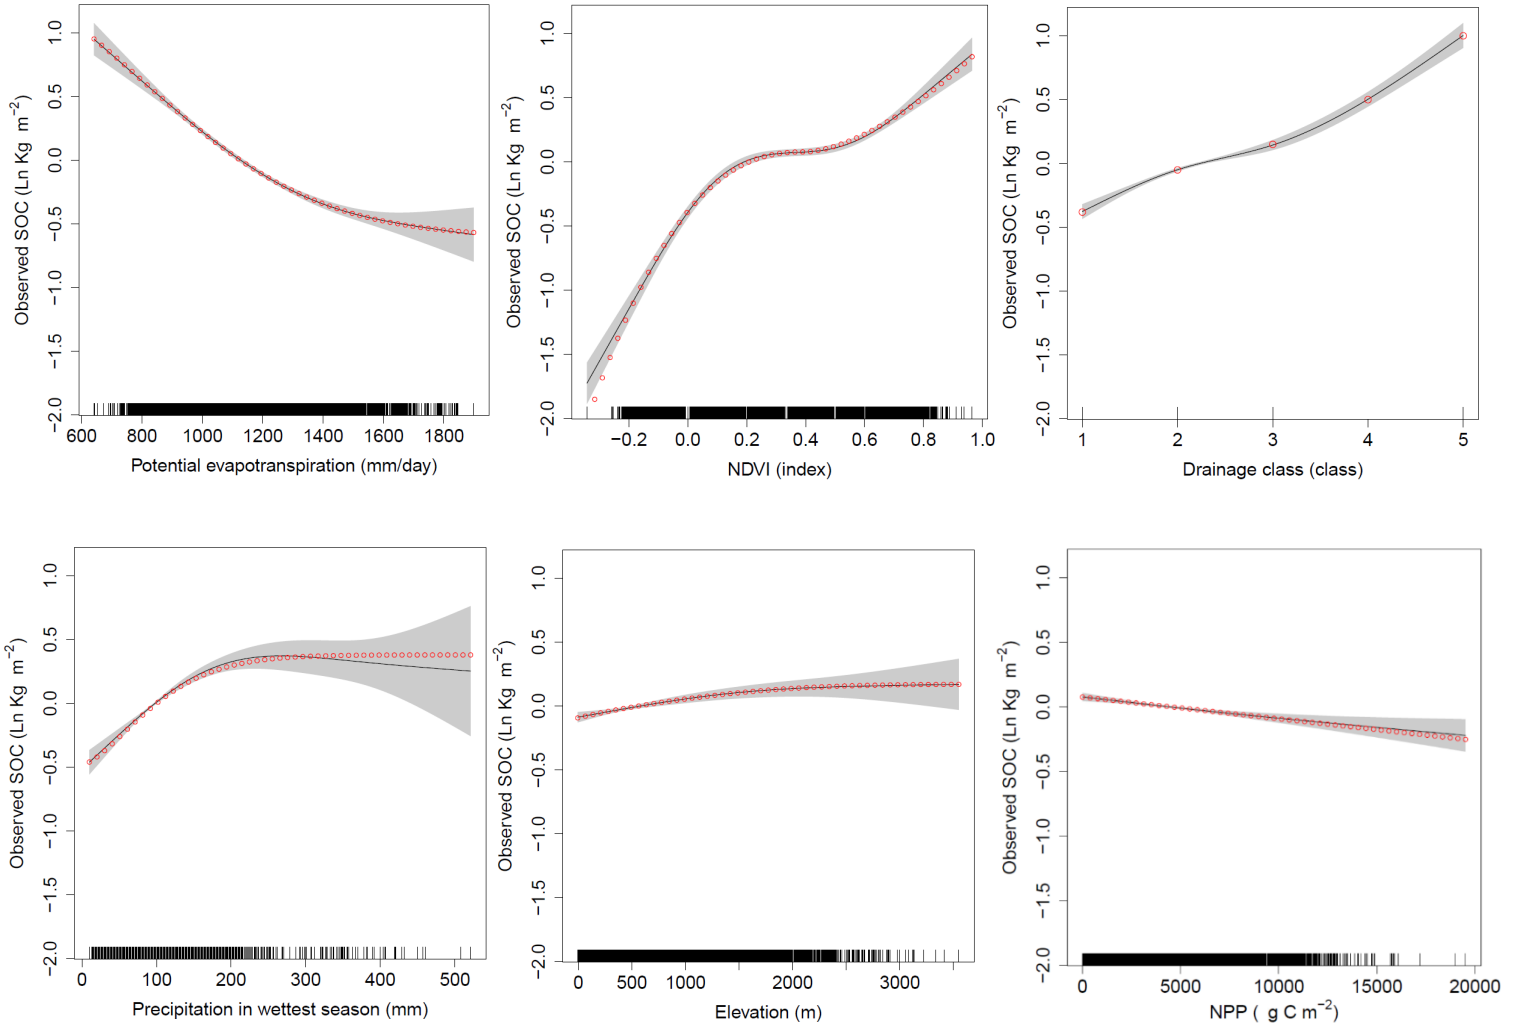 Observed SOC (Ln Kg m−2)
1.0
0.5
0.0
−0.5
−1.0
−1.5
−2.0
600 800 1000 1200 1400 1600 1800
Potential evapotranspiration (mm/day)
Observed SOC (Ln Kg m−2)
1.0
0.5
0.0
−0.5
−1.0
−1.5
−2.0
−0.2 0.0 0.2 0.4 0.6 0.8 1.0
NDVI (index)
Observed SOC (Ln Kg m−2)
1.0
0.5
0.0
−0.5
−1.0
−1.5
−2.0
1 2 3 4 5
Drainage class (class)
Observed SOC (Ln Kg m−2)
1.0
0.5
0.0
−0.5
−1.0
−1.5
−2.0
0 100 200 300 400 500
Precipitation in wettest season (mm)
Observed SOC (Ln Kg m−2)
1.0
0.5
0.0
−0.5
−1.0
−1.5
−2.0
0 500 1000 2000 3000
Elevation (m)
Observed SOC (Ln Kg m−2)
1.0
0.5
0.0
−0.5
−1.0
−1.5
−2.0
0 5000 10000 15000 20000
NPP ( g C m−2)